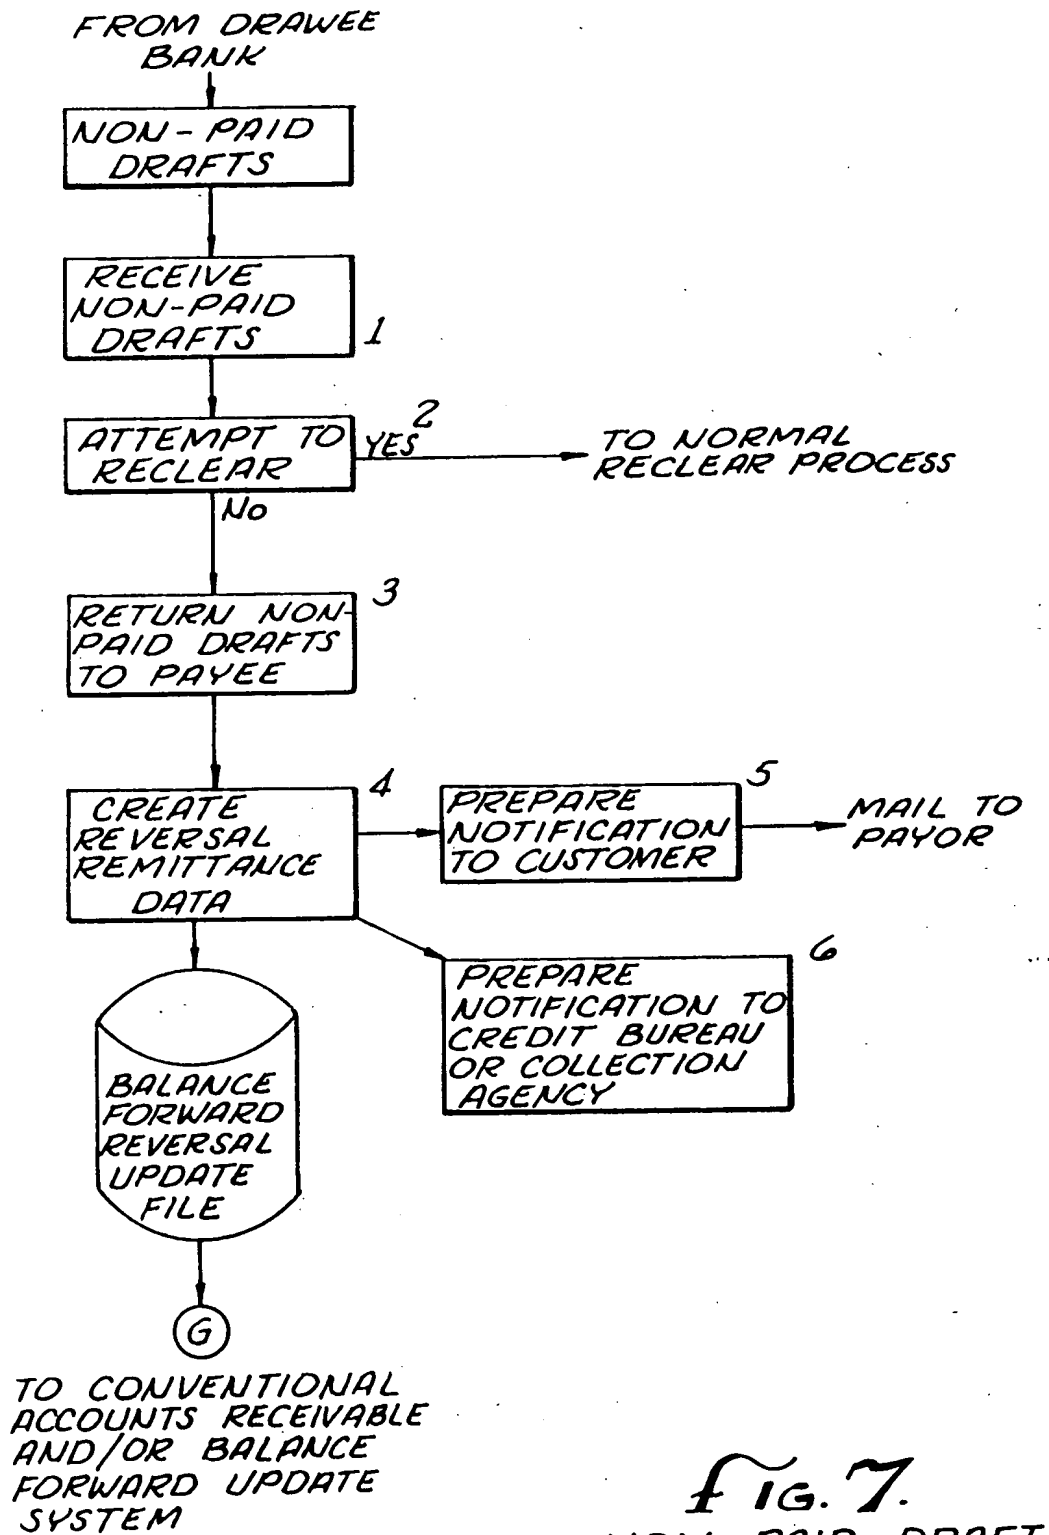 FROM DRAWEE
BANK
NON-PAID
DRAFTS
RECEIVE
NON-PAID
DRAFTS
1
ATTEMPT TO
RECLEAR
2
YES
TO NORMAL
RECLEAR PROCESS
No
3
RETURN NON-
PAID DRAFTS
TO PAYEE
4
CREATE
REVERSAL
REMITTANCE
DATA
5
PREPARE
NOTIFICATION
TO CUSTOMER
MAIL TO
PAYOR
6
PREPARE
NOTIFICATION TO
CREDIT BUREAU
OR COLLECTION
AGENCY
BALANCE
FORWARD
REVERSAL
UPDATE
FILE
G
TO CONVENTIONAL
ACCOUNTS RECEIVABLE
AND/OR BALANCE
FORWARD UPDATE
SYSTEM
FIG. 7.
NON-PAID DRAFT